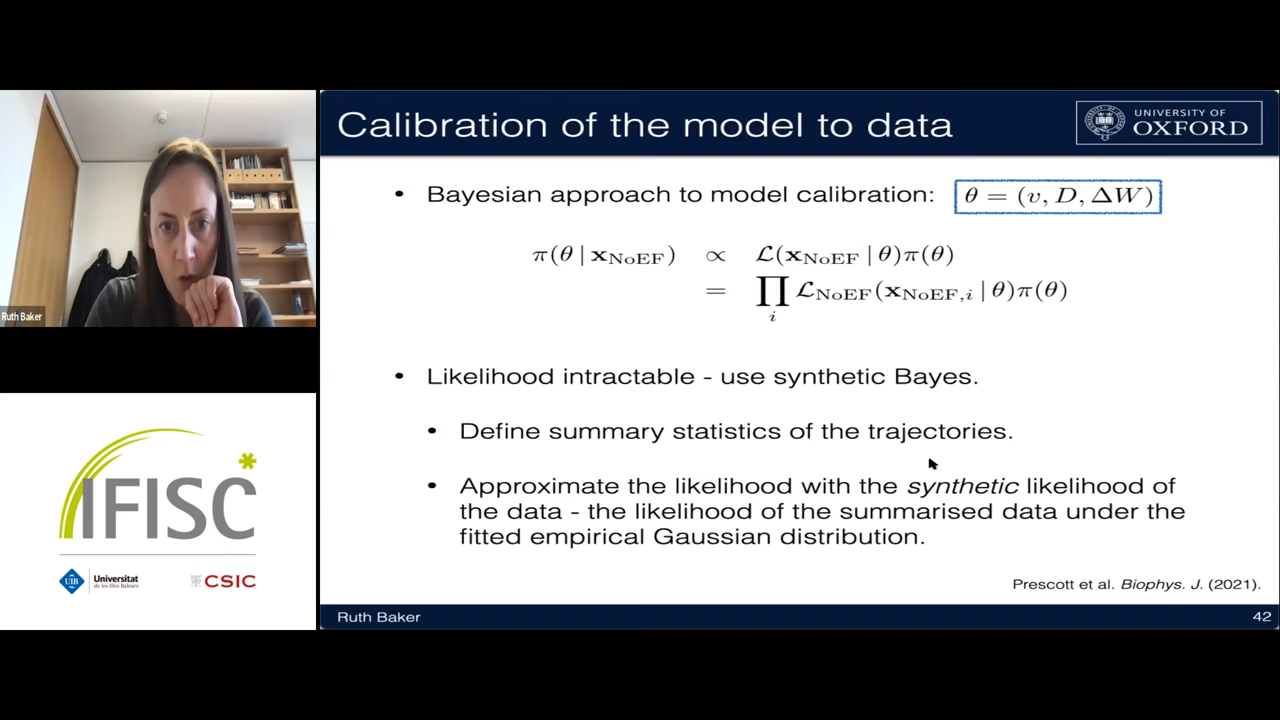 Calibration of the model to data
UNIVERSITY OF
OXFORD
• Bayesian approach to model calibration: θ = (v, D, ΔW)
π(θ | x_NoEF) ∝ ℒ(x_NoEF | θ)π(θ)
= ∏_i ℒ_NoEF(x_NoEF,i | θ)π(θ)
• Likelihood intractable - use synthetic Bayes.
• Define summary statistics of the trajectories.
• Approximate the likelihood with the synthetic likelihood of
the data - the likelihood of the summarised data under the
fitted empirical Gaussian distribution.
Prescott et al. Biophys. J. (2021).
Ruth Baker
42
Ruth Baker
IFISC
UIB
Universitat
de les Illes Balears
CSIC